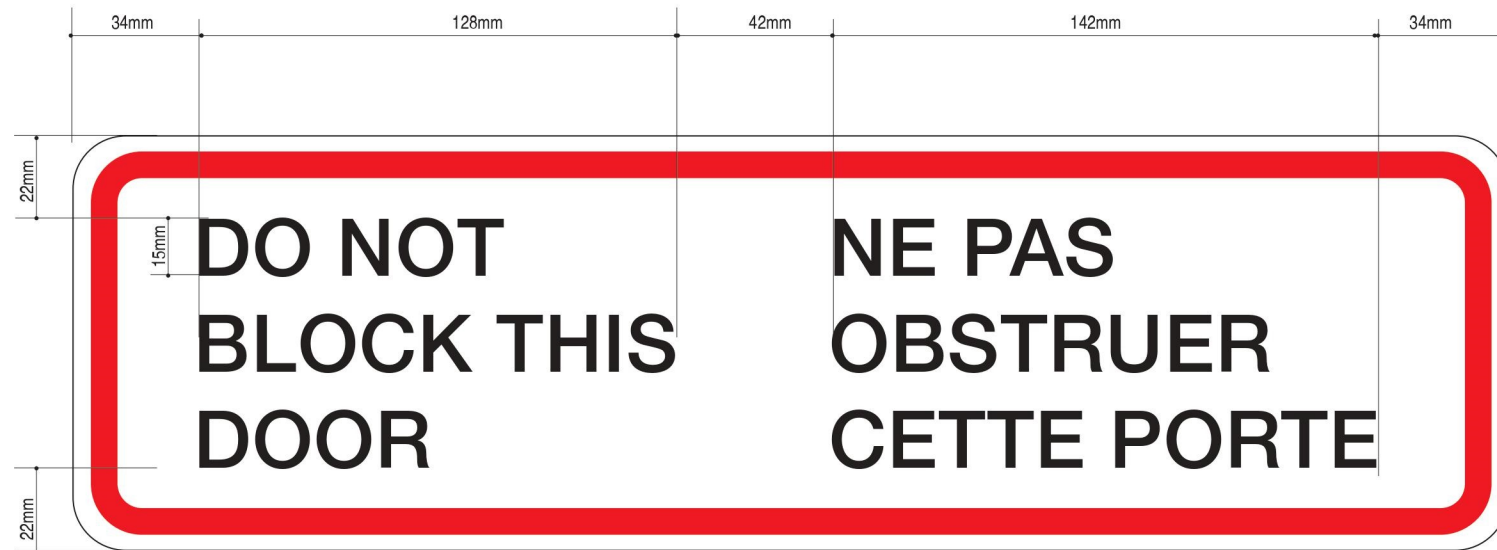 34mm 128mm 42mm 142mm 34mm
22mm
15mm
DO NOT
BLOCK THIS
DOOR
NE PAS
OBSTRUER
CETTE PORTE
22mm